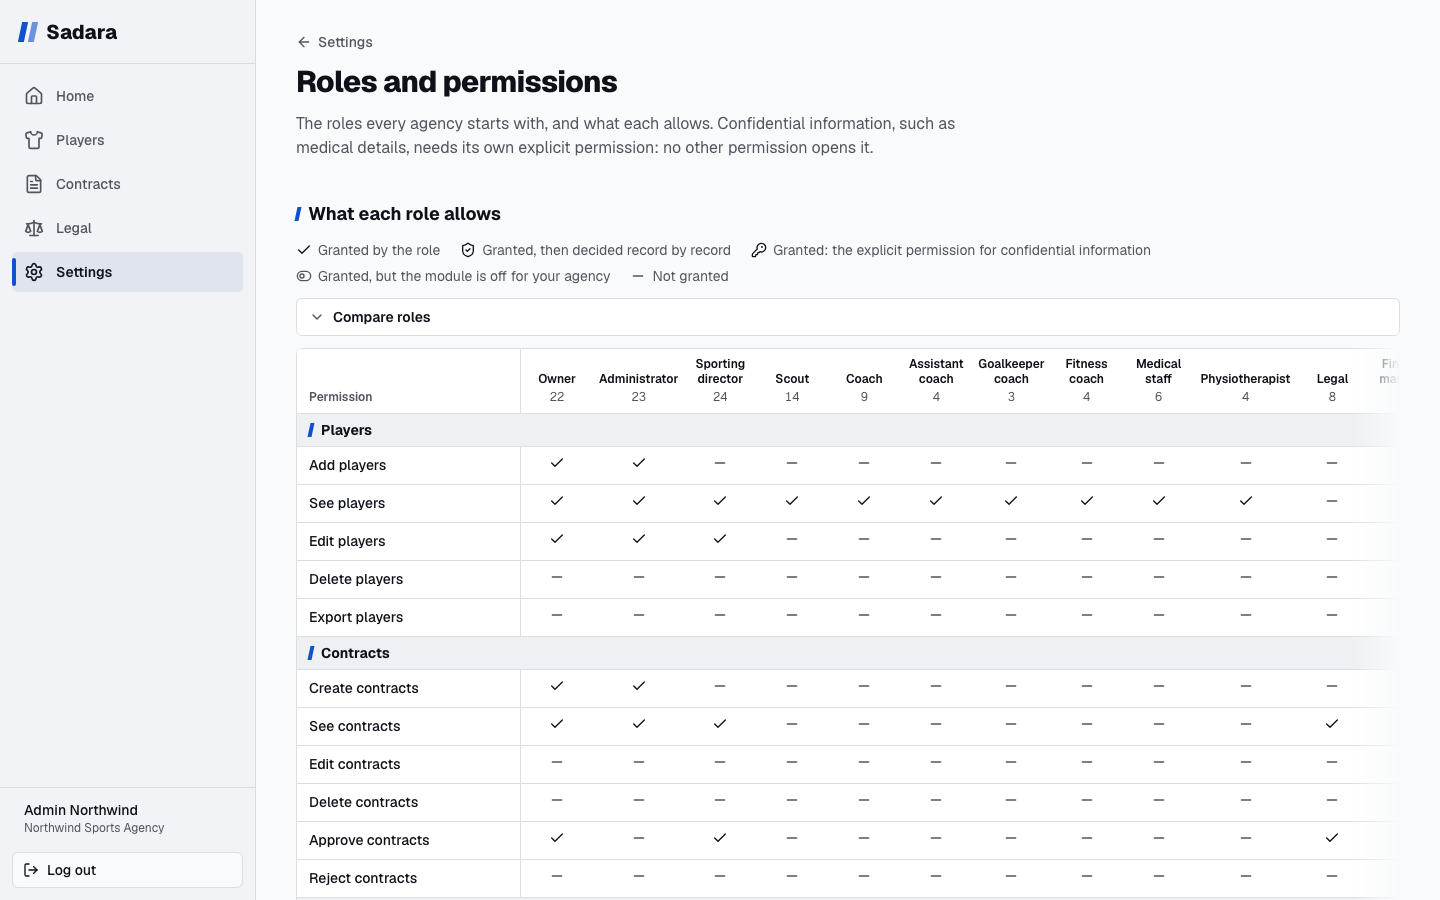 Sadara
Home
Players
Contracts
Legal
Settings
Admin Northwind
Northwind Sports Agency
Log out
Settings
Roles and permissions
The roles every agency starts with, and what each allows. Confidential information, such as
medical details, needs its own explicit permission: no other permission opens it.
What each role allows
Granted by the role
Granted, then decided record by record
Granted: the explicit permission for confidential information
Granted, but the module is off for your agency
Not granted
Compare roles
Permission
Owner
22
Administrator
23
Sporting
director
24
Scout
14
Coach
9
Assistant
coach
4
Goalkeeper
coach
3
Fitness
coach
4
Medical
staff
6
Physiotherapist
4
Legal
8
Players
Add players
See players
Edit players
Delete players
Export players
Contracts
Create contracts
See contracts
Edit contracts
Delete contracts
Approve contracts
Reject contracts